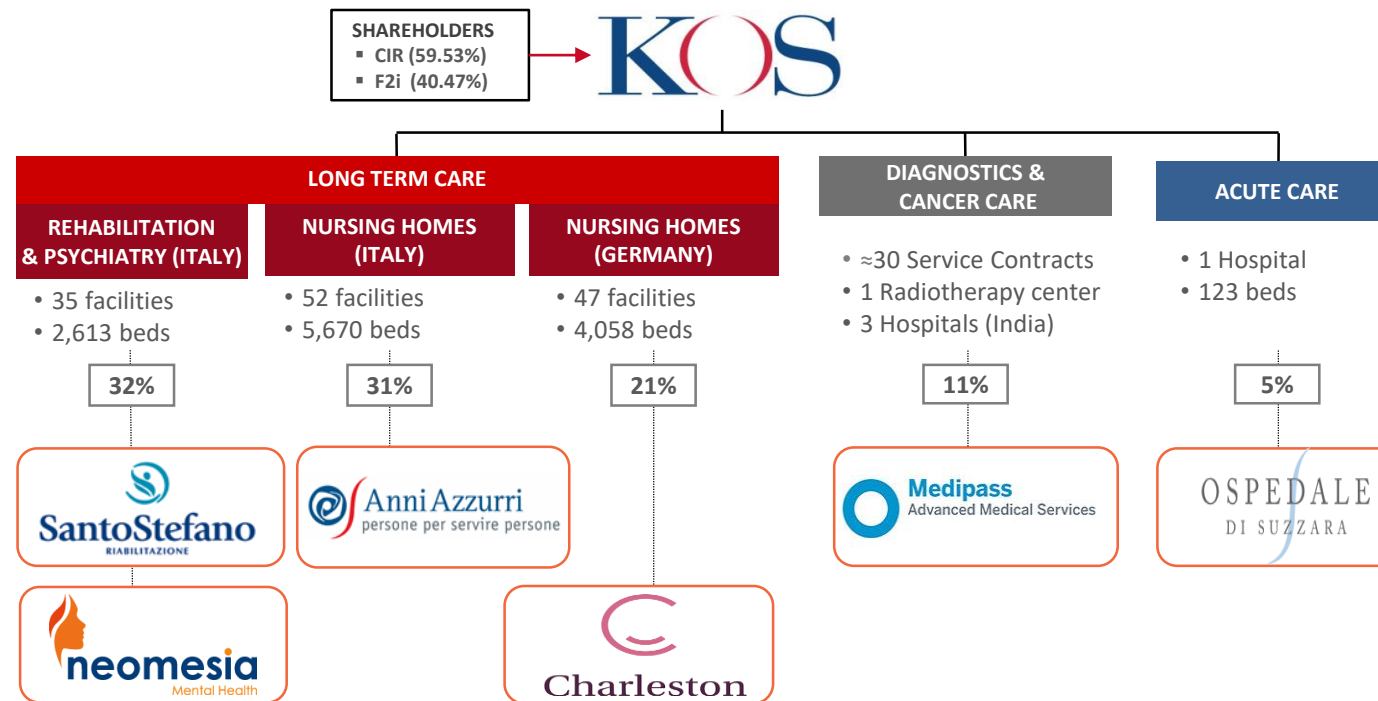 SHAREHOLDERS
▪ CIR (59.53%)
▪ F2i (40.47%)
KOS
LONG TERM CARE
REHABILITATION
& PSYCHIATRY (ITALY)
• 35 facilities
• 2,613 beds
32%
SantoStefano
RIABILITAZIONE
neomesia
Mental Health
NURSING HOMES
(ITALY)
• 52 facilities
• 5,670 beds
31%
Anni Azzurri
persone per servire persone
NURSING HOMES
(GERMANY)
• 47 facilities
• 4,058 beds
21%
Charleston
DIAGNOSTICS &
CANCER CARE
• ≈30 Service Contracts
• 1 Radiotherapy center
• 3 Hospitals (India)
11%
Medipass
Advanced Medical Services
ACUTE CARE
• 1 Hospital
• 123 beds
5%
OSPEDALE
DI SUZZARA